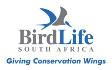 BirdLife
SOUTH AFRICA
Giving Conservation Wings